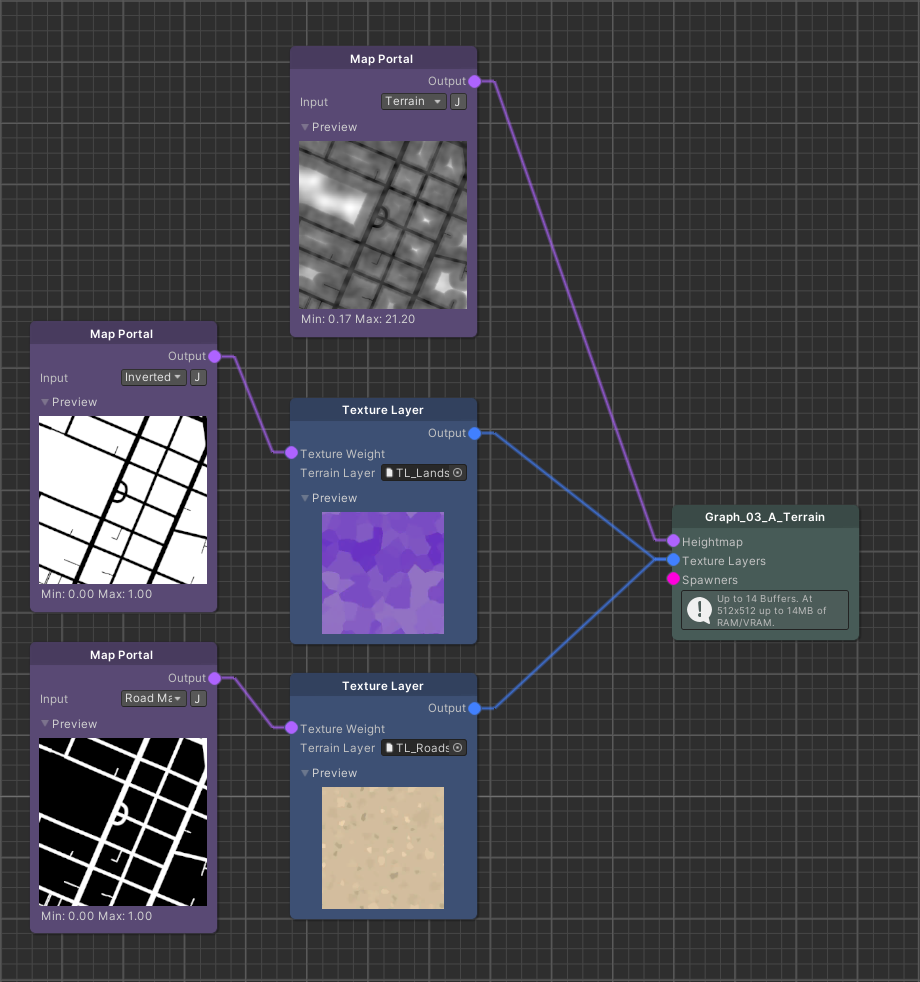 Map Portal
Output
Input Terrain J
Preview
Min: 0.17 Max: 21.20
Map Portal
Output
Input Inverted J
Preview
Min: 0.00 Max: 1.00
Texture Layer
Output
Texture Weight
Terrain Layer TL_Lands
Preview
Graph_03_A_Terrain
Heightmap
Texture Layers
Spawners
Up to 14 Buffers. At
512x512 up to 14MB of
RAM/VRAM.
Map Portal
Output
Input Road Ma J
Preview
Min: 0.00 Max: 1.00
Texture Layer
Output
Texture Weight
Terrain Layer TL_Roads
Preview